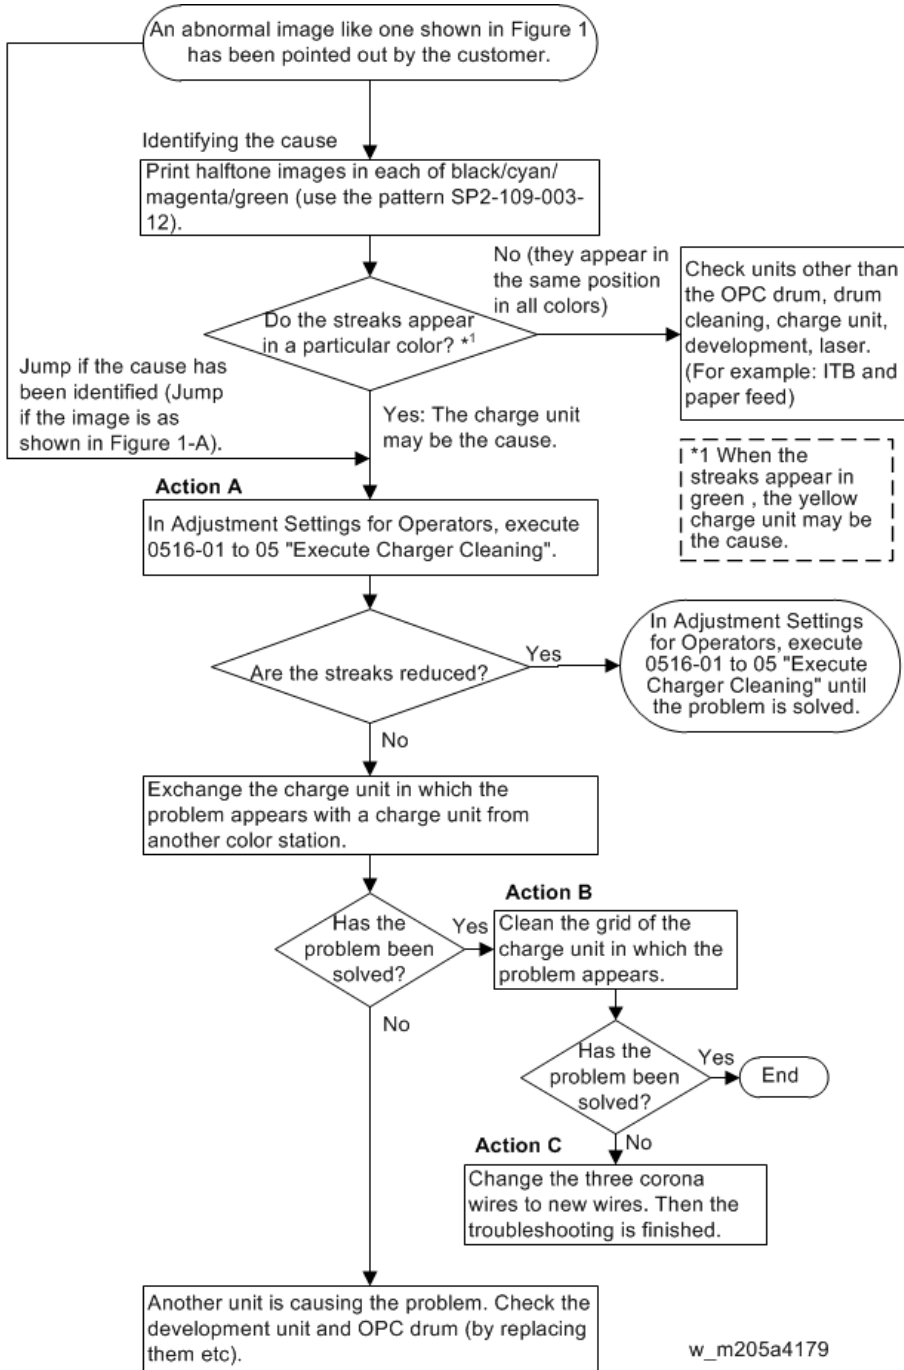 An abnormal image like one shown in Figure 1
has been pointed out by the customer.
Identifying the cause
Print halftone images in each of black/cyan/
magenta/green (use the pattern SP2-109-003-
12).
No (they appear in
the same position
in all colors)
Check units other than
the OPC drum, drum
cleaning, charge unit,
development, laser.
(For example: ITB and
paper feed)
Do the streaks appear
in a particular color? *1
Jump if the cause has
been identified (Jump
if the image is as
shown in Figure 1-A).
Yes: The charge unit
may be the cause.
*1 When the
streaks appear in
green , the yellow
charge unit may be
the cause.
Action A
In Adjustment Settings for Operators, execute
0516-01 to 05 "Execute Charger Cleaning".
Are the streaks reduced?
Yes
In Adjustment Settings
for Operators, execute
0516-01 to 05 "Execute
Charger Cleaning" until
the problem is solved.
No
Exchange the charge unit in which the
problem appears with a charge unit from
another color station.
Has the
problem been
solved?
Yes
Action B
Clean the grid of the
charge unit in which the
problem appears.
No
Has the
problem been
solved?
Yes
End
No
Action C
Change the three corona
wires to new wires. Then the
troubleshooting is finished.
Another unit is causing the problem. Check the
development unit and OPC drum (by replacing
them etc).
w_m205a4179